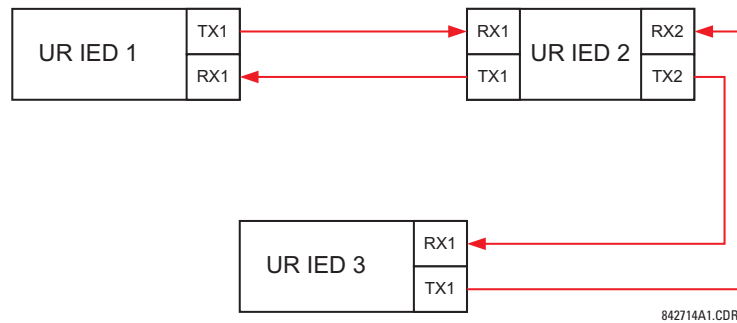 UR IED 1
TX1
RX1
RX1
TX1
UR IED 2
RX2
TX2
UR IED 3
RX1
TX1
842714A1.CDR